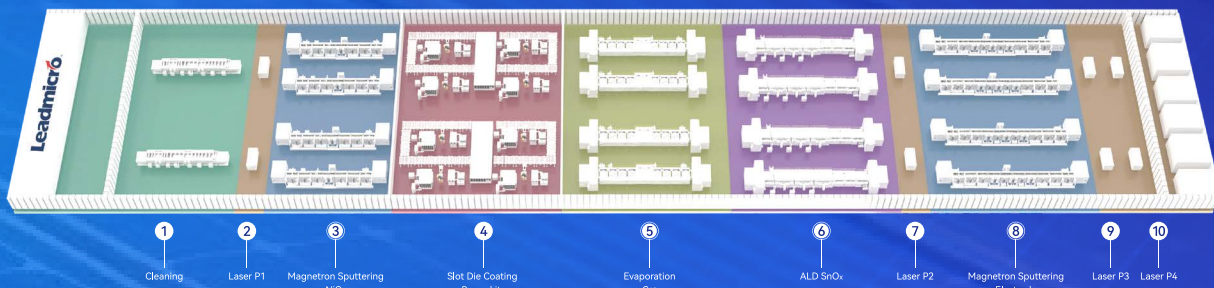 Leadmicro
1
2
3
4
5
6
7
8
9
10
Cleaning
Laser P1
Magnetron Sputtering
Slot Die Coating
Evaporation
ALD SnOx
Laser P2
Magnetron Sputtering
Laser P3
Laser P4